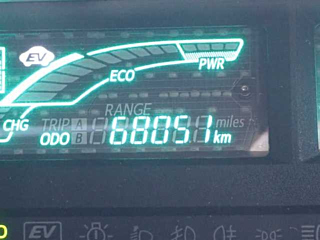 EV
ECO
PWR
CHG
RANGE
TRIP A miles
ODO B 68051 km
EV